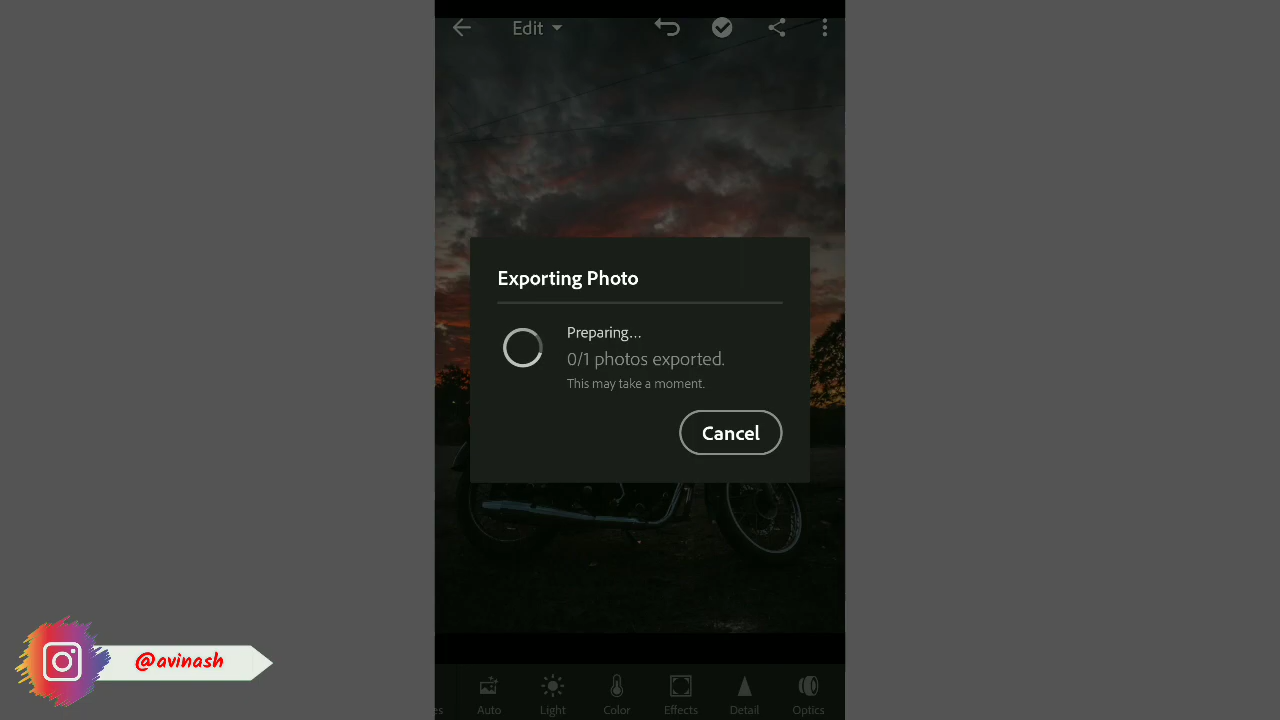 Edit
Exporting Photo
Preparing...
0/1 photos exported.
This may take a moment.
Cancel
@avinash
es Auto Light Color Effects Detail Optics